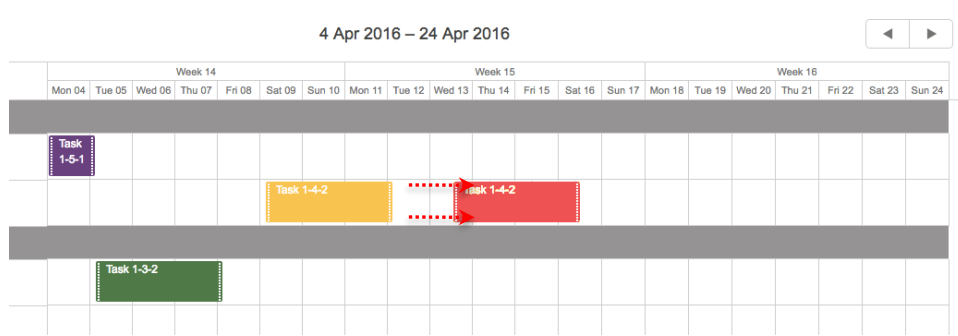 4 Apr 2016 – 24 Apr 2016
Week 14 Week 15 Week 16
Mon 04 Tue 05 Wed 06 Thu 07 Fri 08 Sat 09 Sun 10 Mon 11 Tue 12 Wed 13 Thu 14 Fri 15 Sat 16 Sun 17 Mon 18 Tue 19 Wed 20 Thu 21 Fri 22 Sat 23 Sun 24
Task
1-5-1
Task 1-4-2 Task 1-4-2
Task 1-3-2